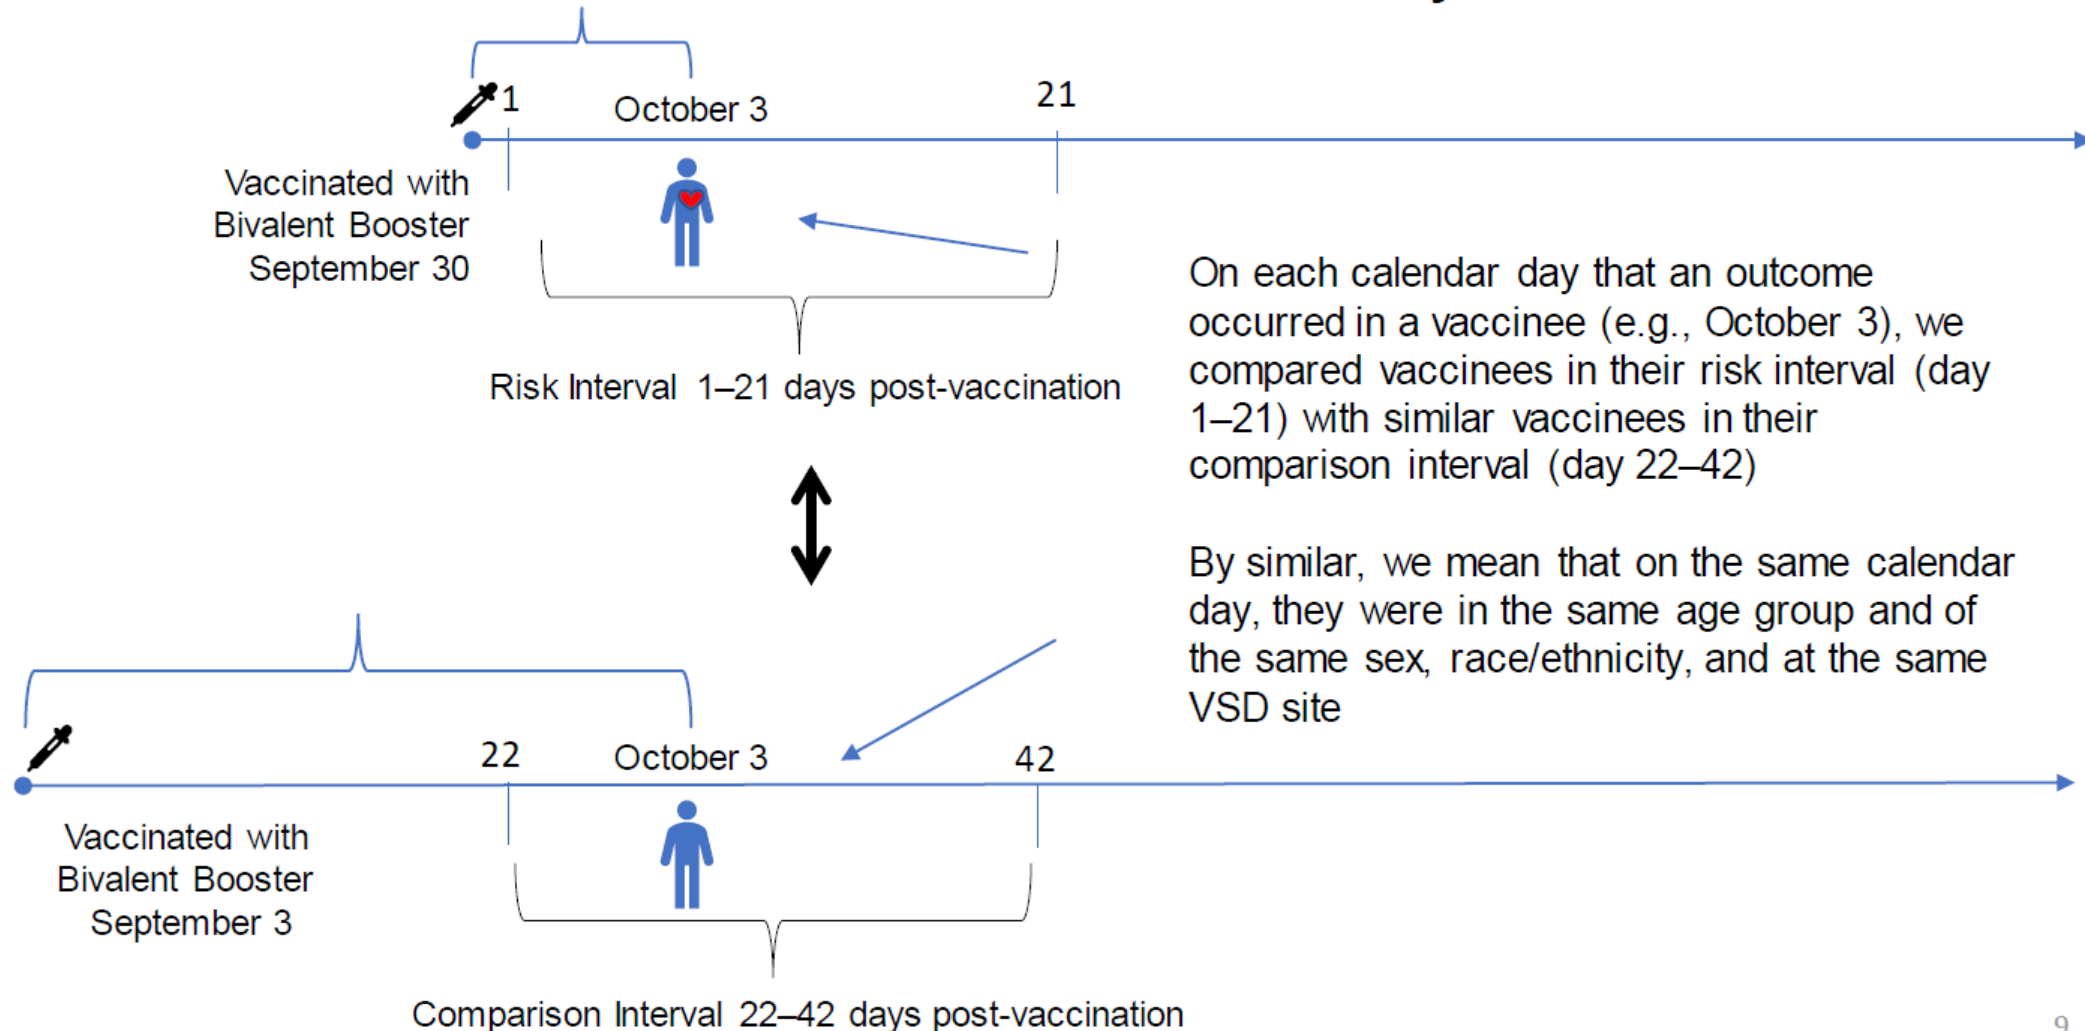 1
October 3
21
Vaccinated with
Bivalent Booster
September 30
Risk Interval 1–21 days post-vaccination
On each calendar day that an outcome
occurred in a vaccinee (e.g., October 3), we
compared vaccinees in their risk interval (day
1–21) with similar vaccinees in their
comparison interval (day 22–42)
By similar, we mean that on the same calendar
day, they were in the same age group and of
the same sex, race/ethnicity, and at the same
VSD site
22
October 3
42
Vaccinated with
Bivalent Booster
September 3
Comparison Interval 22–42 days post-vaccination
9